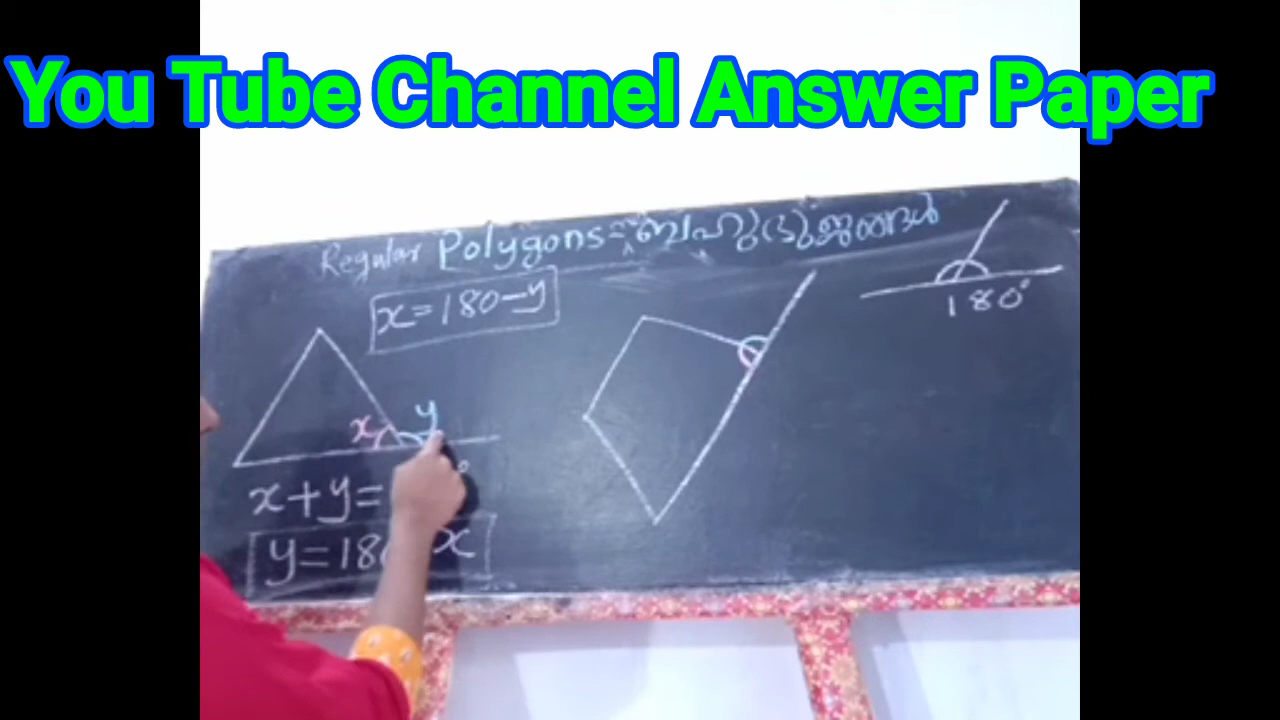 You Tube Channel Answer Paper
Regular Polygons = ബഹുഭുജങ്ങൾ
x=180-y
180°
x
y
x+y=
y=18
x